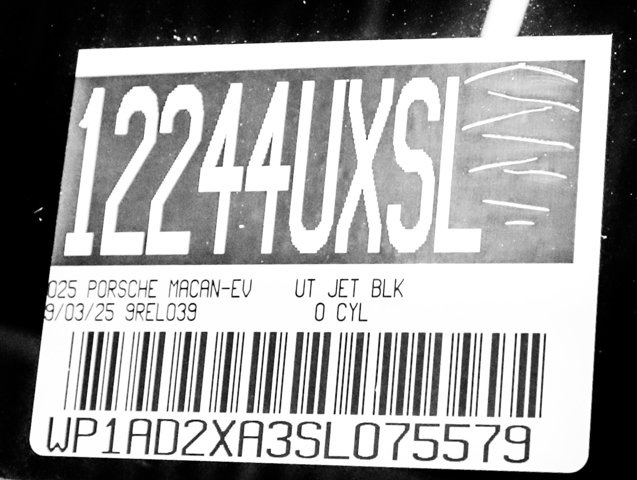 12244UXSL
025 PORSCHE MACAN-EV UT JET BLK
9/03/25 9REL039 0 CYL
WP1AD2XA3SL075579